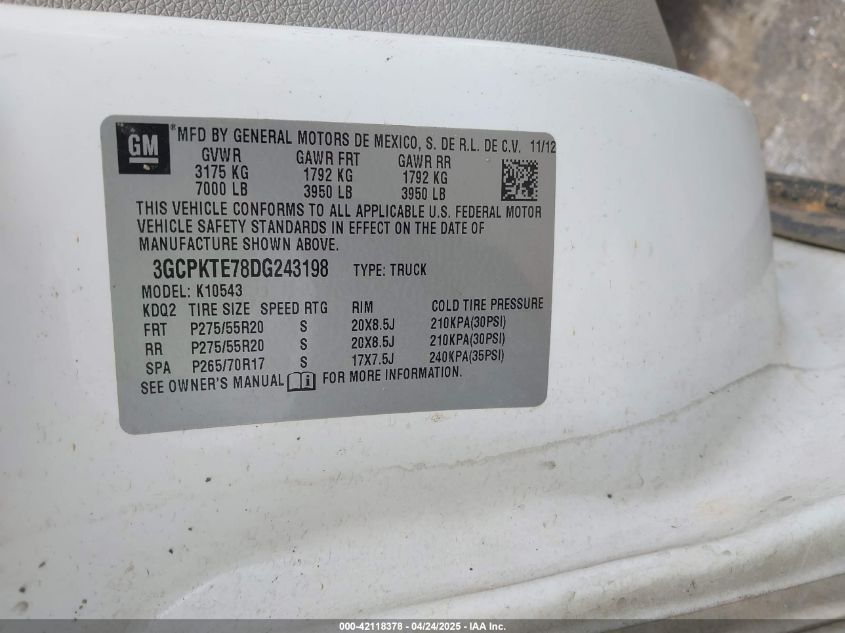 GM
®MFD BY GENERAL MOTORS DE MEXICO, S. DE R.L. DE C.V. 11/12
GVWR GAWR FRT GAWR RR
3175 KG 1792 KG 1792 KG
7000 LB 3950 LB 3950 LB
THIS VEHICLE CONFORMS TO ALL APPLICABLE U.S. FEDERAL MOTOR
VEHICLE SAFETY STANDARDS IN EFFECT ON THE DATE OF
MANUFACTURE SHOWN ABOVE.
3GCPKTE78DG243198 TYPE: TRUCK
MODEL: K10543
KDQ2 TIRE SIZE SPEED RTG RIM COLD TIRE PRESSURE
FRT P275/55R20 S 20X8.5J 210KPA(30PSI)
RR P275/55R20 S 20X8.5J 210KPA(30PSI)
SPA P265/70R17 S 17X7.5J 240KPA(35PSI)
SEE OWNER'S MANUAL i FOR MORE INFORMATION.
000-42118378 - 04/24/2025 - IAA Inc.